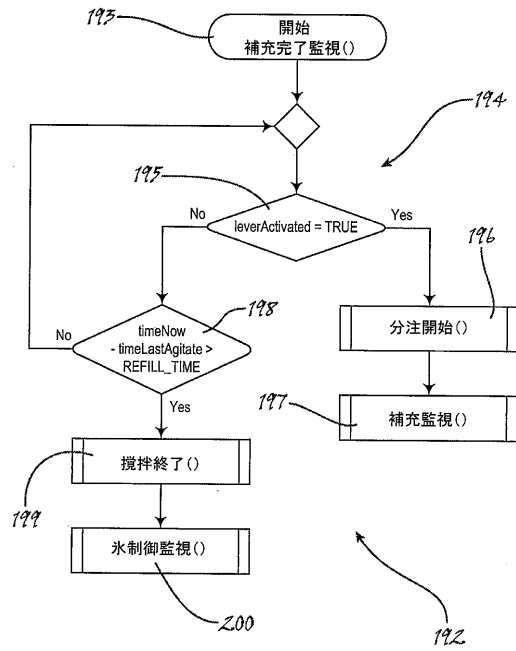 193
開始
補充完了監視()
194
195
leverActivated = TRUE
No
Yes
196
分注開始()
198
timeNow
- timeLastAgitate >
REFILL_TIME
No
Yes
197
補充監視()
撹拌終了()
199
氷制御監視()
200
192